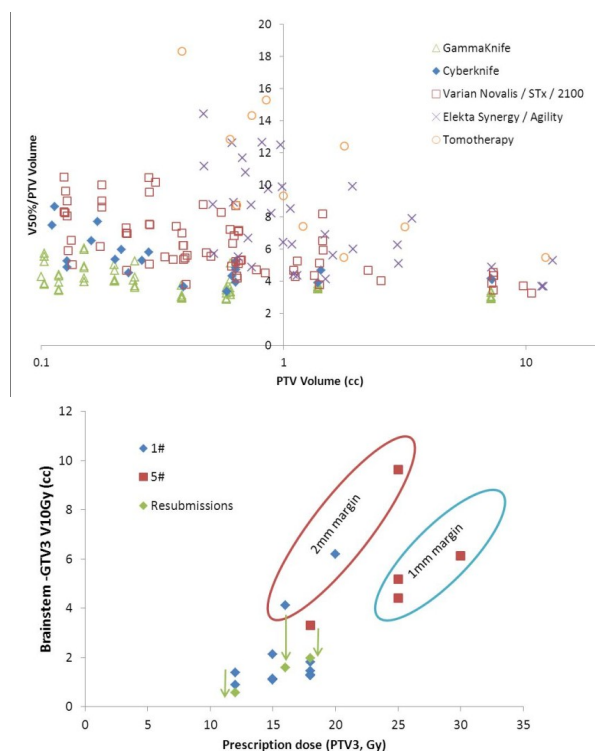 20
18
16
14
12
10
8
6
4
2
0
V50%/PTV Volume
GammaKnife
Cyberknife
Varian Novalis / STx / 2100
Elekta Synergy / Agility
Tomotherapy
0.1 1 10
PTV Volume (cc)
12
10
8
6
4
2
0
Brainstem -GTV3 V10Gy (cc)
1#
5#
Resubmissions
2mm margin
1mm margin
0 5 10 15 20 25 30 35
Prescription dose (PTV3, Gy)